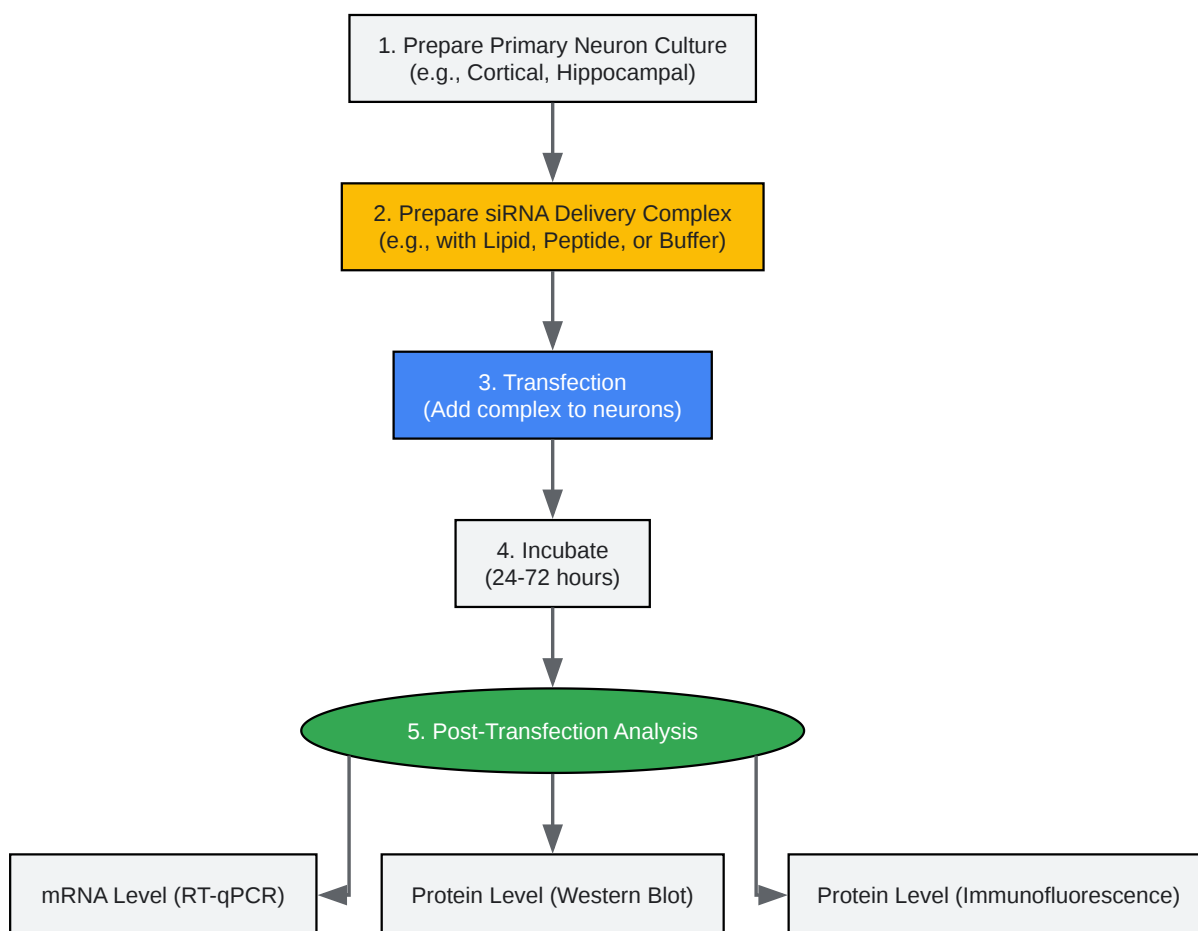 1. Prepare Primary Neuron Culture
(e.g., Cortical, Hippocampal)
2. Prepare siRNA Delivery Complex
(e.g., with Lipid, Peptide, or Buffer)
3. Transfection
(Add complex to neurons)
4. Incubate
(24-72 hours)
5. Post-Transfection Analysis
mRNA Level (RT-qPCR)
Protein Level (Western Blot)
Protein Level (Immunofluorescence)